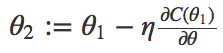 θ₂ := θ₁ − η ∂C(θ₁)/∂θ